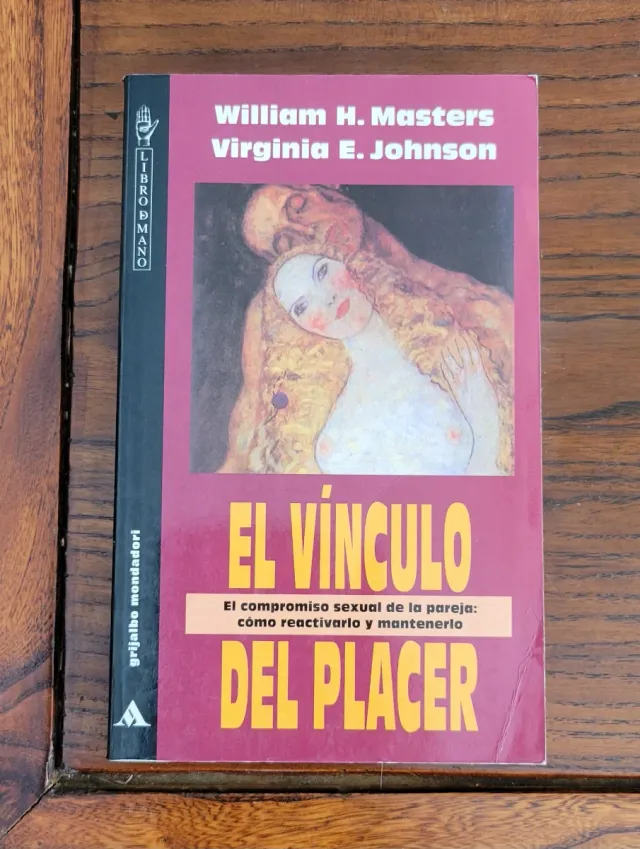 William H. Masters
Virginia E. Johnson
LIBRO DE MANO
EL VÍNCULO
El compromiso sexual de la pareja:
cómo reactivarlo y mantenerlo
DEL PLACER
grijalbo mondadori